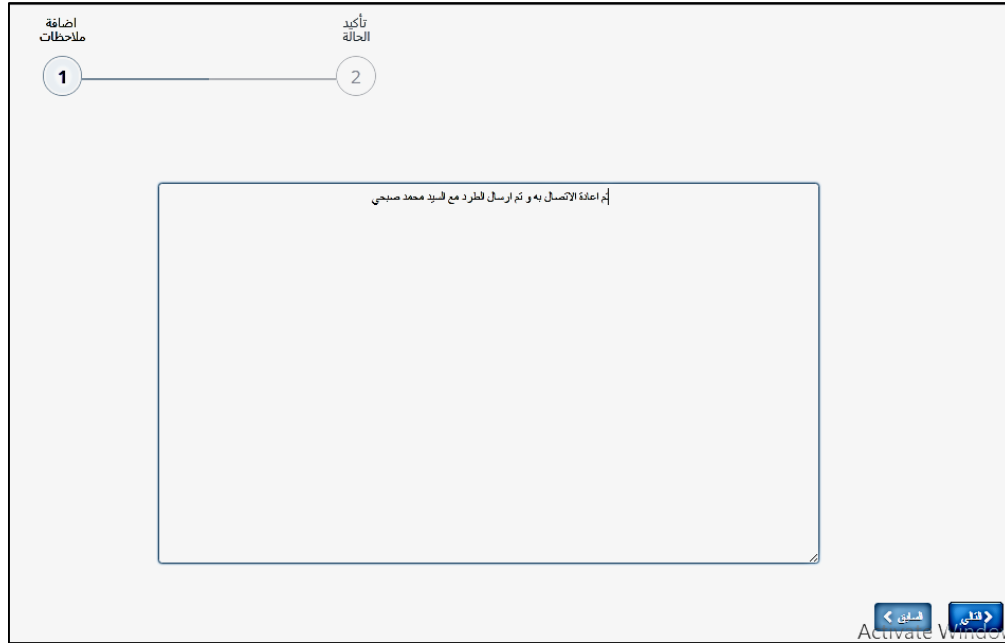 اضافة
ملاحظات
تأكيد
الحالة
1
2
تم اعادة الاتصال به و تم ارسال الطرد مع السيد محمد صبحي
السابق
التالى
Activate Windo